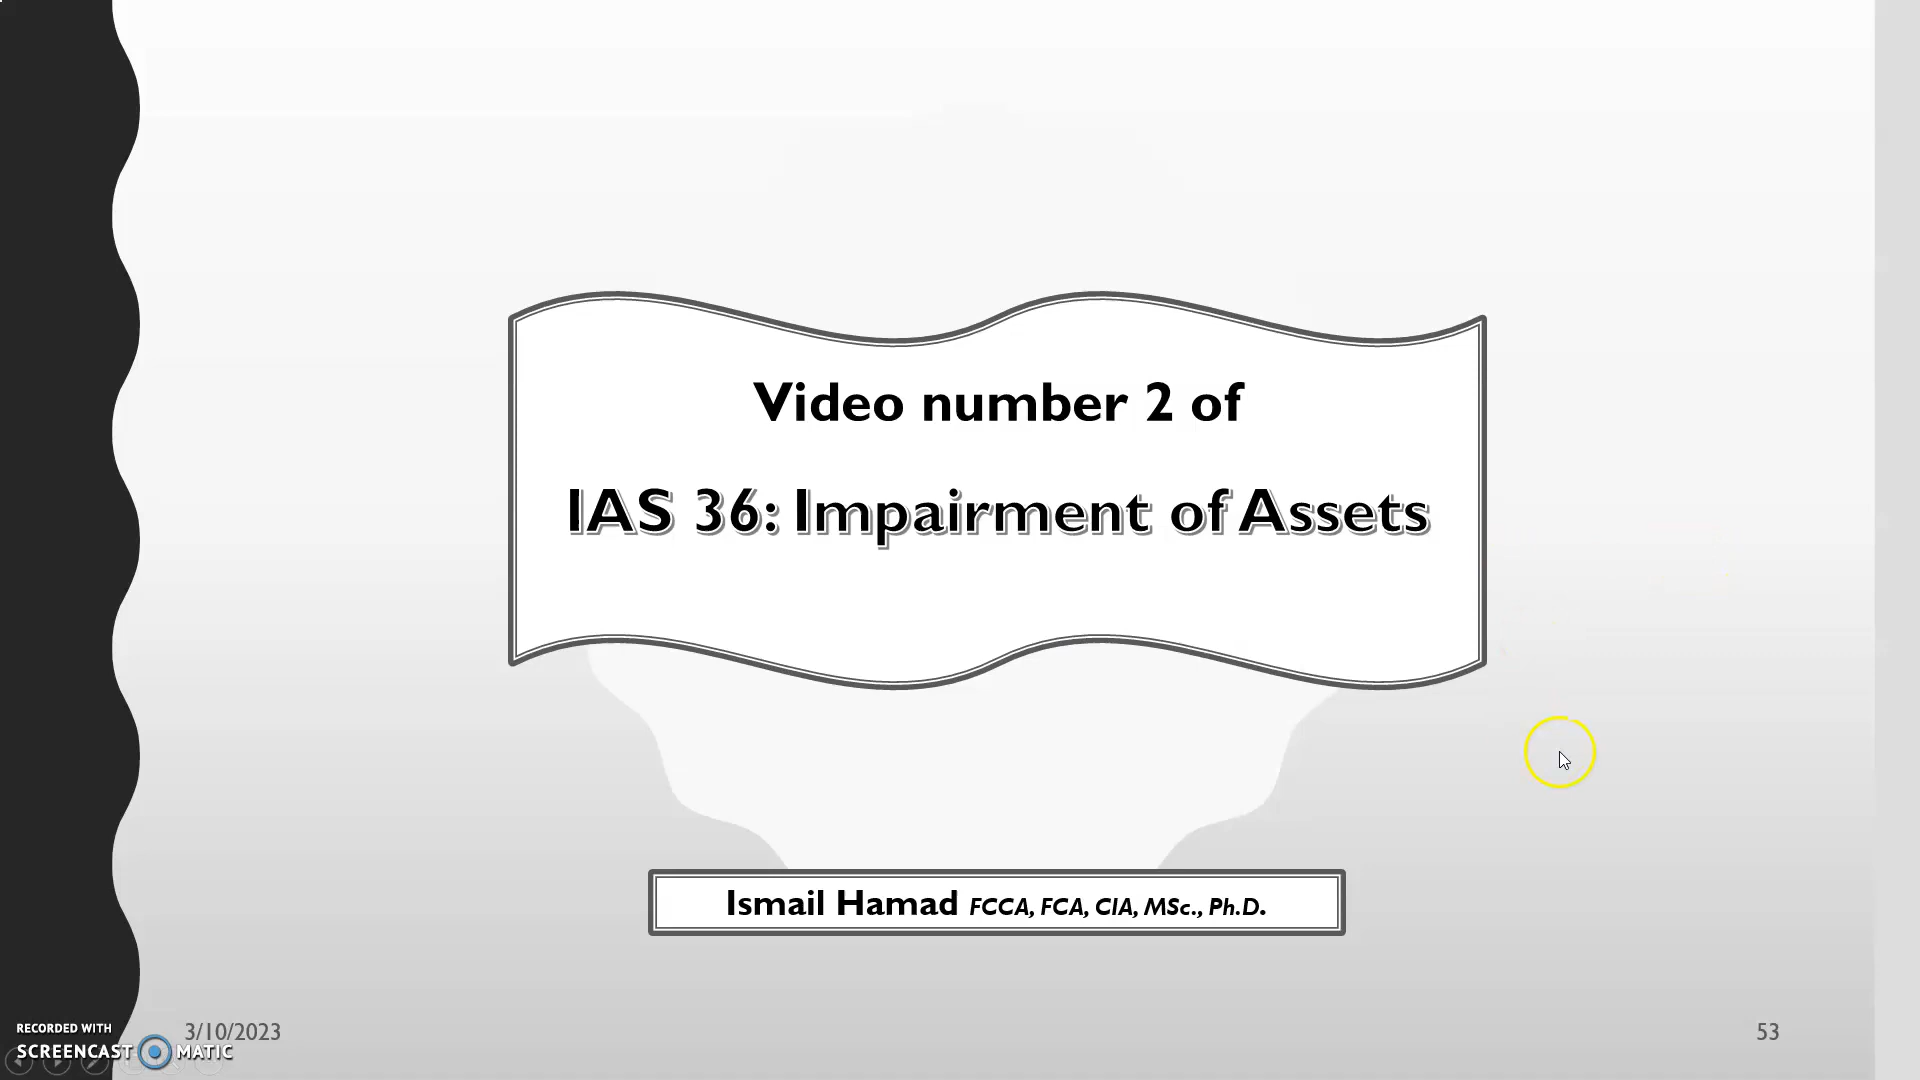 Video number 2 of
IAS 36: Impairment of Assets
Ismail Hamad FCCA, FCA, CIA, MSc., Ph.D.
3/10/2023
53
RECORDED WITH
SCREENCAST MATIC